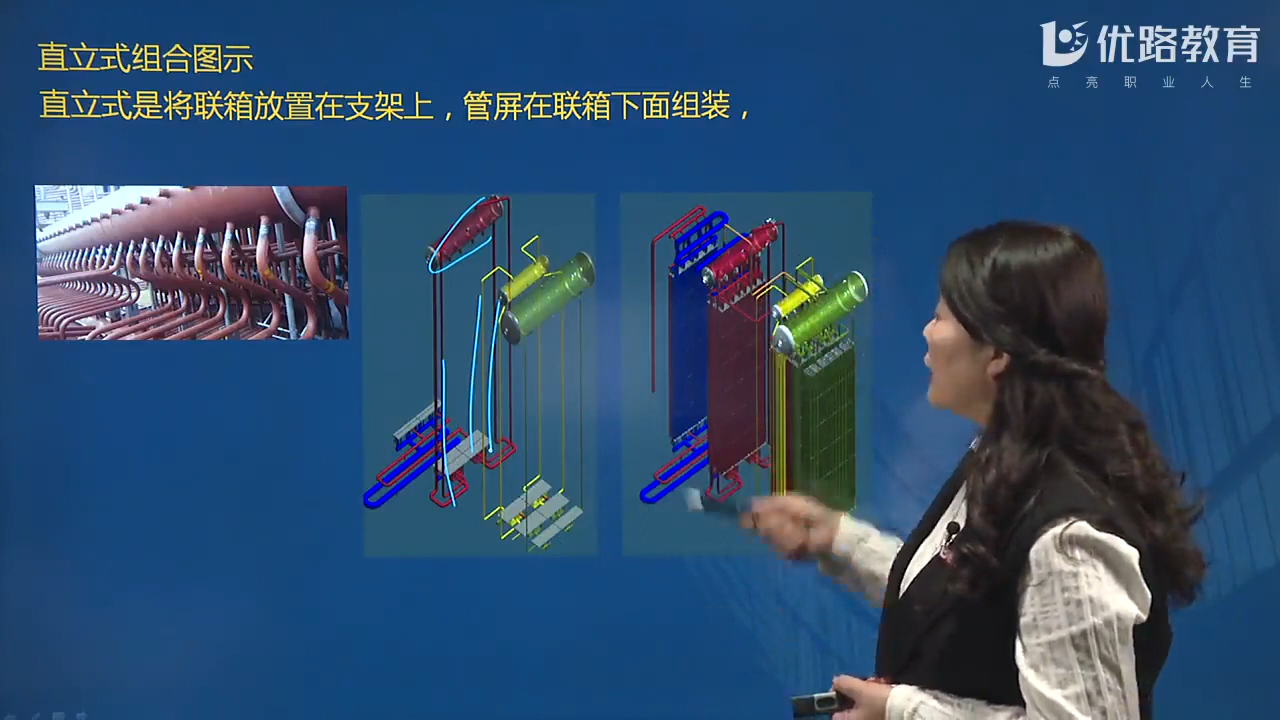 优路教育
点亮职业人生
直立式组合图示
直立式是将联箱放置在支架上，管屏在联箱下面组装，